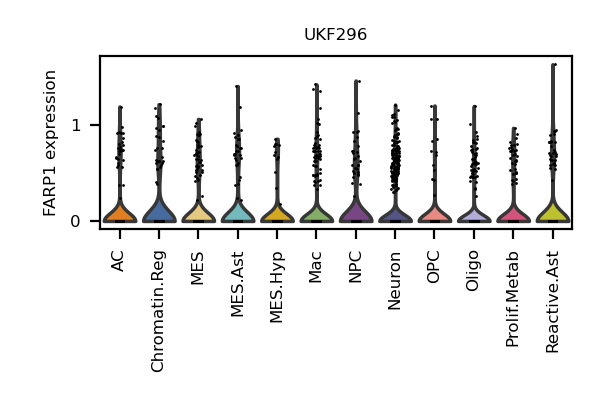 UKF296
FARP1 expression
1
0
AC
Chromatin.Reg
MES
MES.Ast
MES.Hyp
Mac
NPC
Neuron
OPC
Oligo
Prolif.Metab
Reactive.Ast